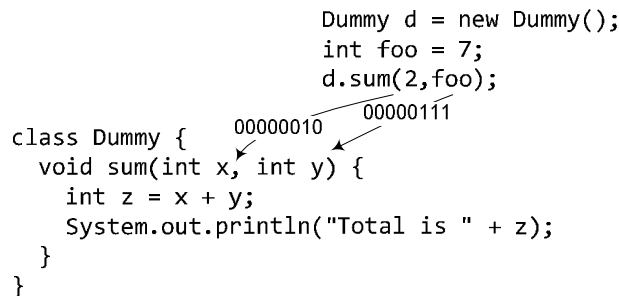 Dummy d = new Dummy();
int foo = 7;
d.sum(2,foo);
00000010 00000111
class Dummy {
void sum(int x, int y) {
int z = x + y;
System.out.println("Total is " + z);
}
}